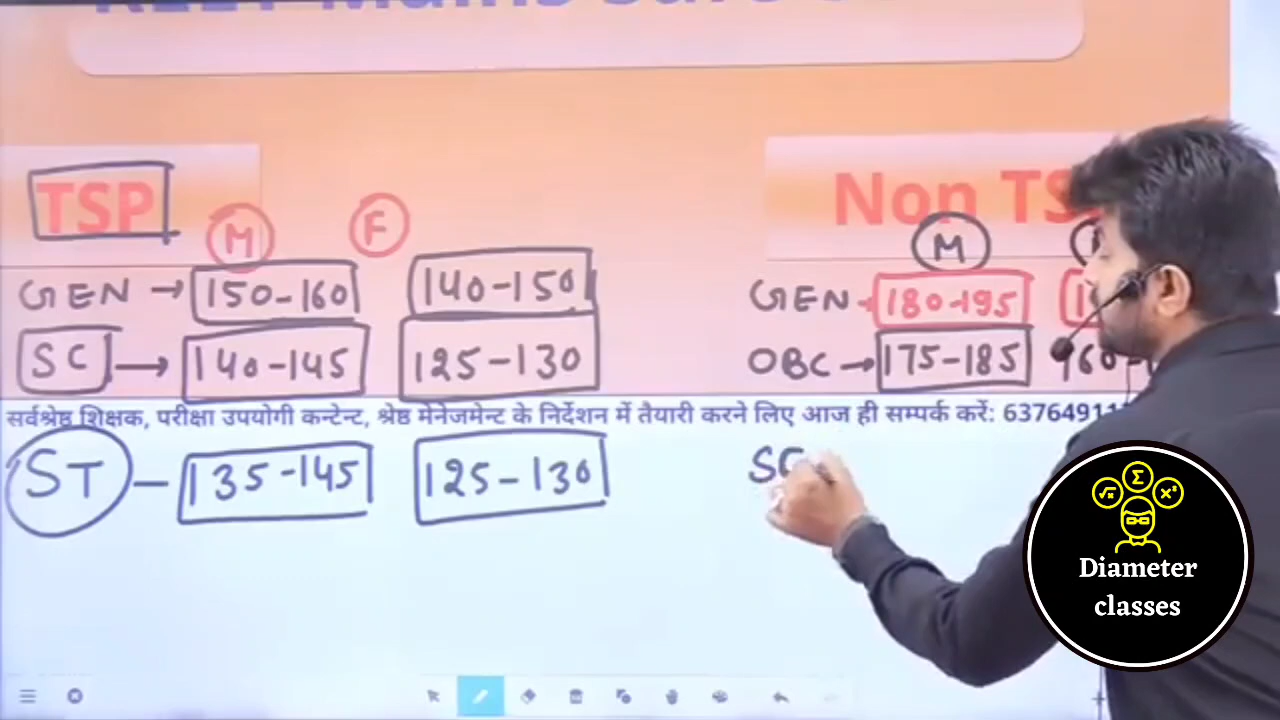 TSP
Non
M
F
M
GEN → 150-160 140-150
GEN 180-195
SC → 140-145 125-130
OBC → 175-185 160-
सर्वश्रेष्ठ शिक्षक, परीक्षा उपयोगी कन्टेन्ट, श्रेष्ठ मेनेजमेन्ट के निर्देशन में तैयारी करने लिए आज ही सम्पर्क करें:
ST - 135-145 125-130
SC
Diameter
classes